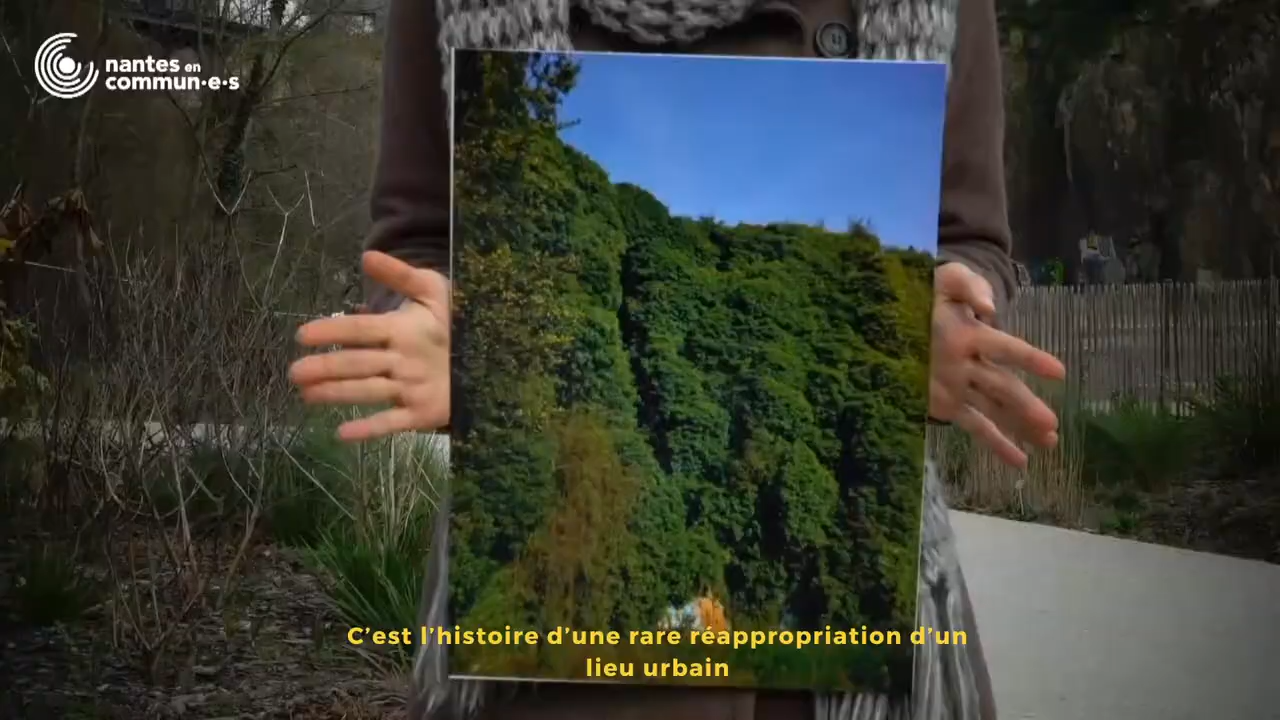 nantes en
commun·e·s
C’est l’histoire d’une rare réappropriation d’un
lieu urbain